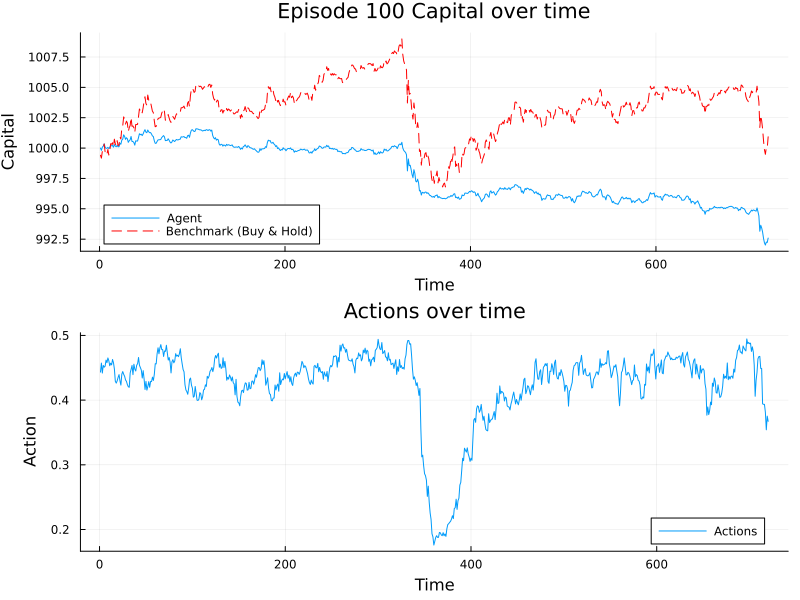 Episode 100 Capital over time
Capital
1007.5
1005.0
1002.5
1000.0
997.5
995.0
992.5
Agent
Benchmark (Buy & Hold)
0 200 400 600
Time
Actions over time
Action
0.5
0.4
0.3
0.2
Actions
0 200 400 600
Time